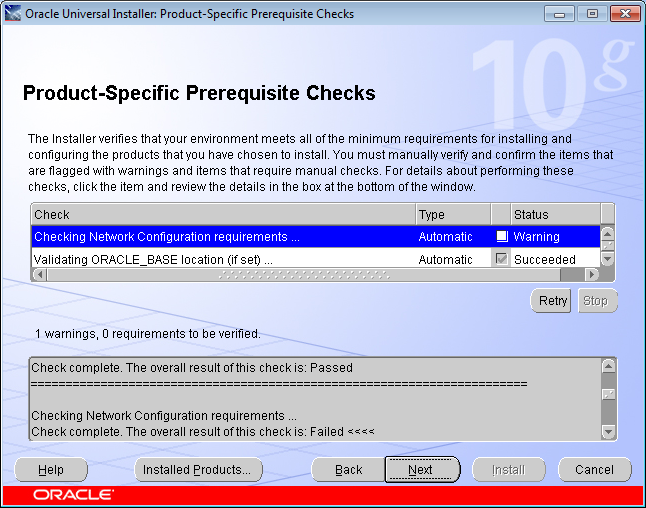 Oracle Universal Installer: Product-Specific Prerequisite Checks
10g
Product-Specific Prerequisite Checks
The Installer verifies that your environment meets all of the minimum requirements for installing and
configuring the products that you have chosen to install. You must manually verify and confirm the items that
are flagged with warnings and items that require manual checks. For details about performing these
checks, click the item and review the details in the box at the bottom of the window.
Check Type Status
Checking Network Configuration requirements ... Automatic Warning
Validating ORACLE_BASE location (if set) ... Automatic Succeeded
Retry Stop
1 warnings, 0 requirements to be verified.
Check complete. The overall result of this check is: Passed
=======================================================================
Checking Network Configuration requirements ...
Check complete. The overall result of this check is: Failed <<<<
Help Installed Products... Back Next Install Cancel
ORACLE